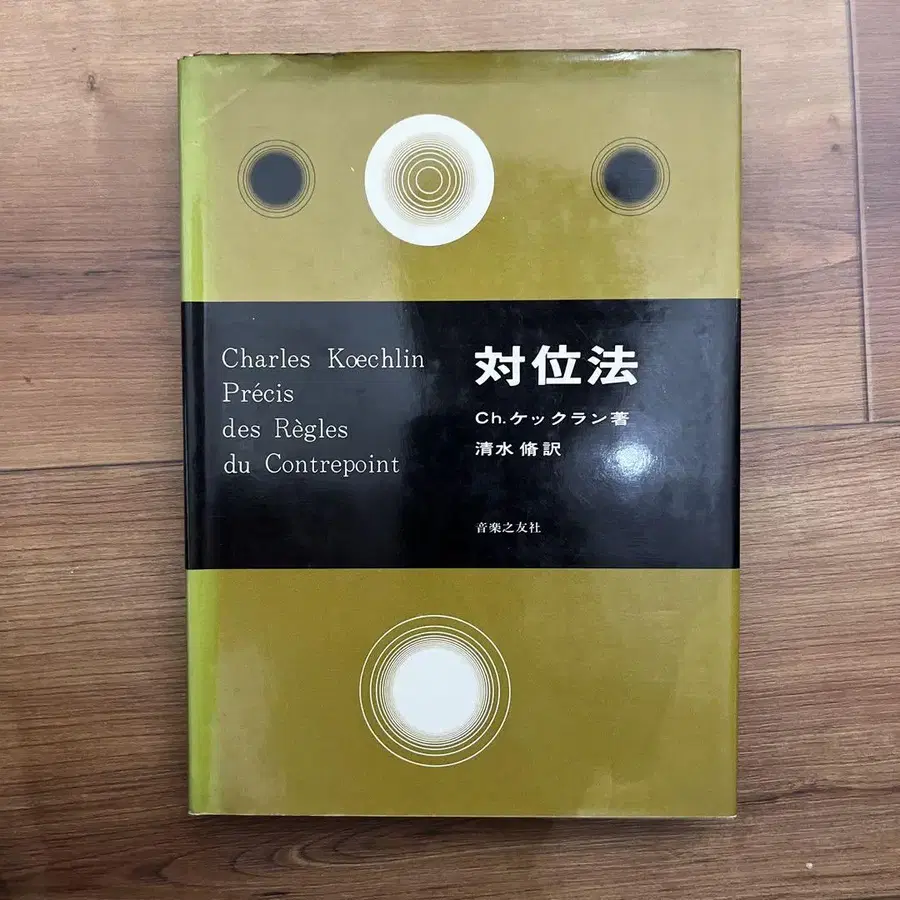 Charles Kœchlin
Précis
des Règles
du Contrepoint
対位法
Ch.ケックラン著
清水 脩 訳
音楽之友社